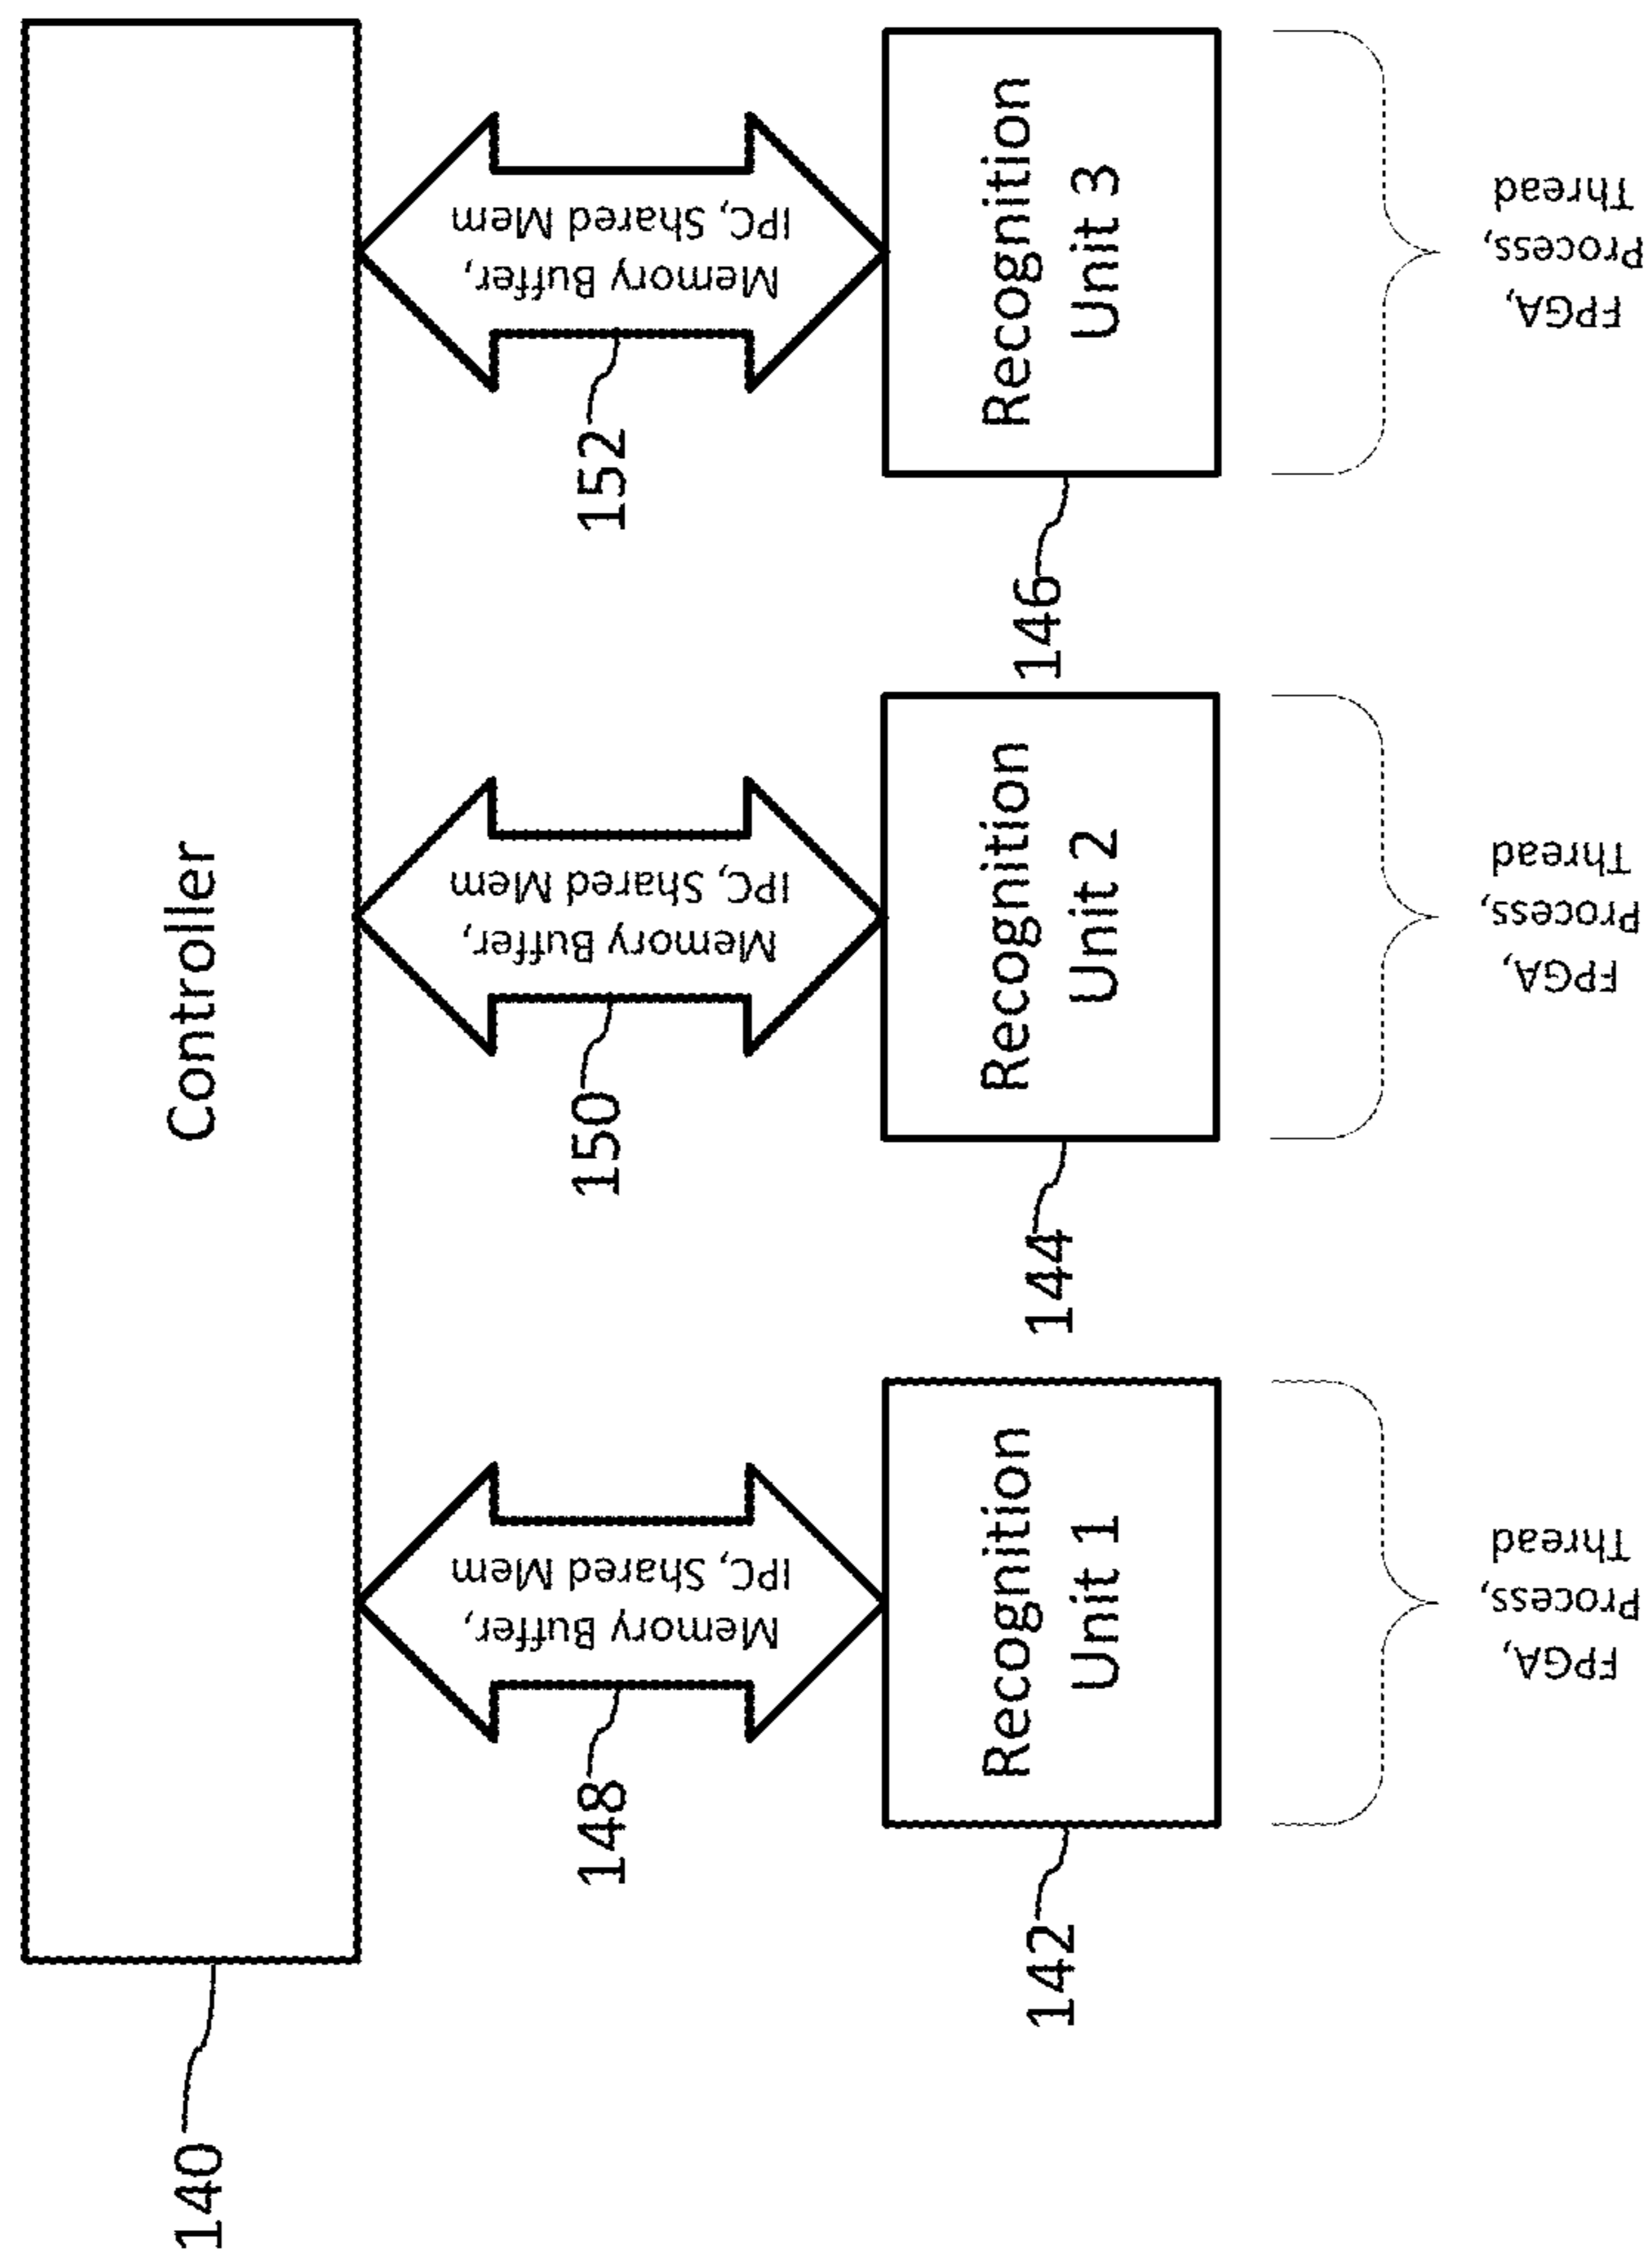 140
Controller
148
Memory Buffer,
IPC, Shared Mem
150
Memory Buffer,
IPC, Shared Mem
152
Memory Buffer,
IPC, Shared Mem
142
Recognition
Unit 1
144
Recognition
Unit 2
146
Recognition
Unit 3
FPGA,
Process,
Thread
FPGA,
Process,
Thread
FPGA,
Process,
Thread